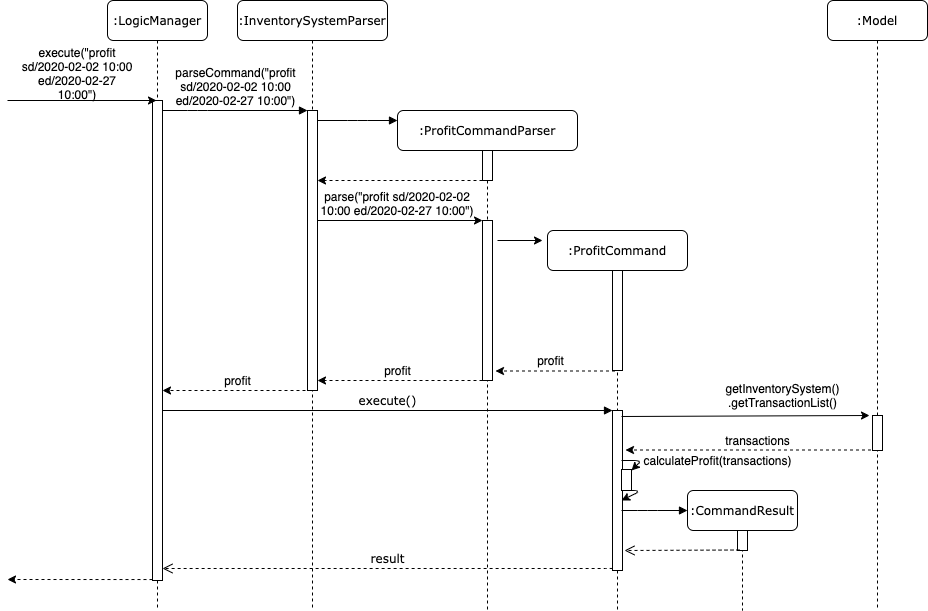 :LogicManager
:InventorySystemParser
:Model
execute("profit
sd/2020-02-02 10:00
ed/2020-02-27
10:00")
parseCommand("profit
sd/2020-02-02 10:00
ed/2020-02-27 10:00")
:ProfitCommandParser
parse("profit sd/2020-02-02
10:00 ed/2020-02-27 10:00")
:ProfitCommand
profit
profit
profit
execute()
getInventorySystem()
.getTransactionList()
transactions
calculateProfit(transactions)
:CommandResult
result